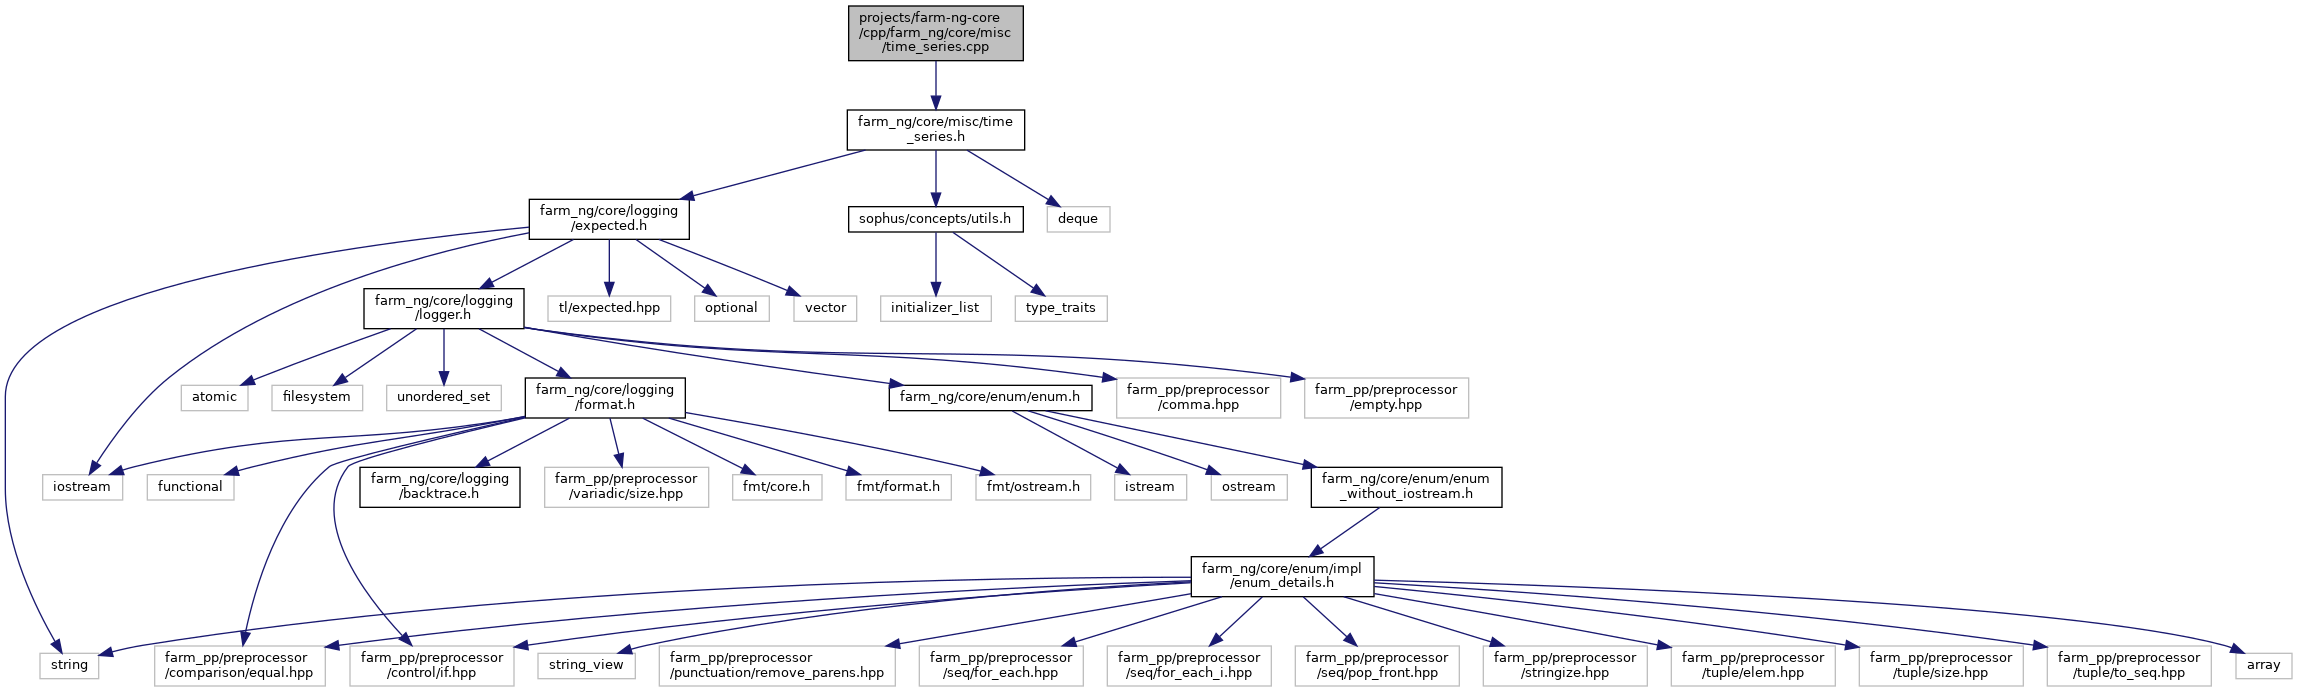 projects/farm-ng-core
/cpp/farm_ng/core/misc
/time_series.cpp
farm_ng/core/misc/time
_series.h
farm_ng/core/logging
/expected.h
sophus/concepts/utils.h
deque
farm_ng/core/logging
/logger.h
tl/expected.hpp
optional
vector
initializer_list
type_traits
atomic
filesystem
unordered_set
farm_ng/core/logging
/format.h
farm_ng/core/enum/enum.h
farm_pp/preprocessor
/comma.hpp
farm_pp/preprocessor
/empty.hpp
iostream
functional
farm_ng/core/logging
/backtrace.h
farm_pp/preprocessor
/variadic/size.hpp
fmt/core.h
fmt/format.h
fmt/ostream.h
istream
ostream
farm_ng/core/enum/enum
_without_iostream.h
farm_ng/core/enum/impl
/enum_details.h
string
farm_pp/preprocessor
/comparison/equal.hpp
farm_pp/preprocessor
/control/if.hpp
string_view
farm_pp/preprocessor
/punctuation/remove_parens.hpp
farm_pp/preprocessor
/seq/for_each.hpp
farm_pp/preprocessor
/seq/for_each_i.hpp
farm_pp/preprocessor
/seq/pop_front.hpp
farm_pp/preprocessor
/stringize.hpp
farm_pp/preprocessor
/tuple/elem.hpp
farm_pp/preprocessor
/tuple/size.hpp
farm_pp/preprocessor
/tuple/to_seq.hpp
array